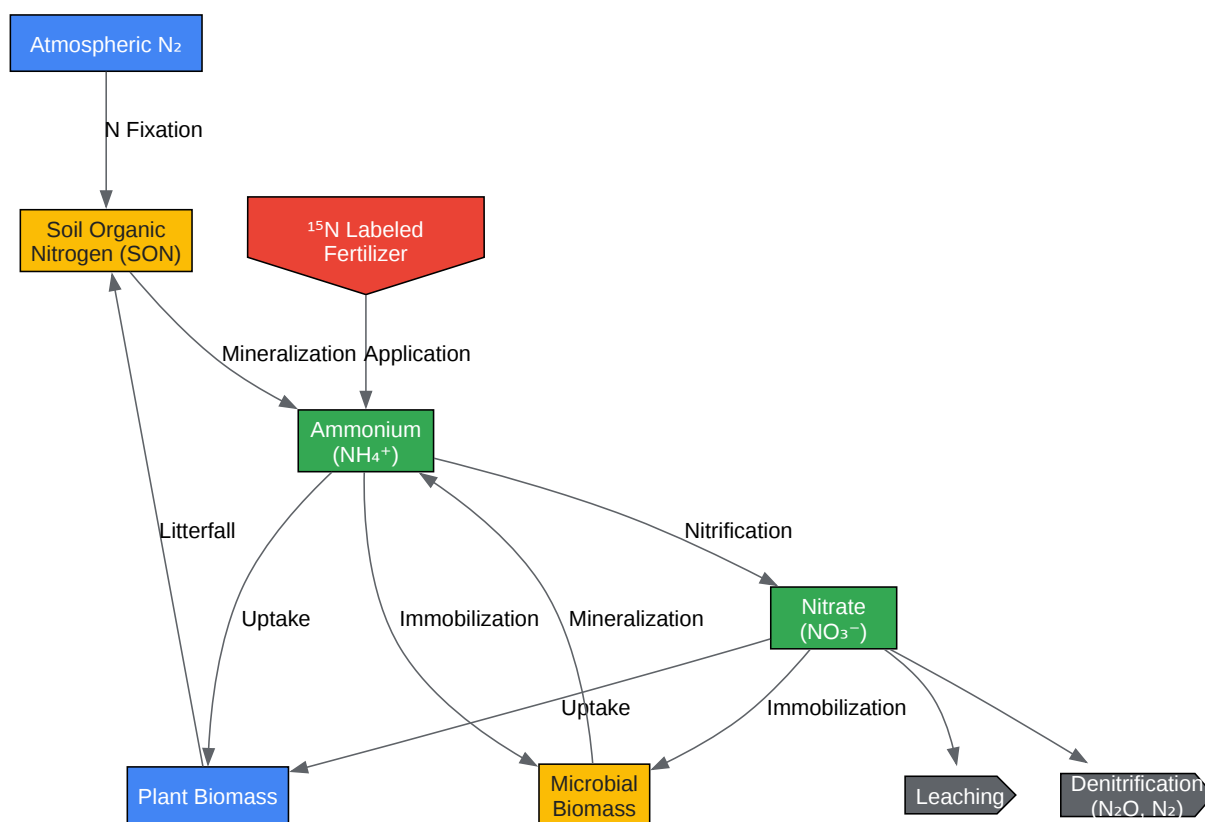 Atmospheric N₂
N Fixation
Soil Organic
Nitrogen (SON)
¹⁵N Labeled
Fertilizer
Mineralization
Application
Ammonium
(NH₄⁺)
Litterfall
Nitrification
Uptake
Immobilization
Mineralization
Nitrate
(NO₃⁻)
Uptake
Immobilization
Plant Biomass
Microbial
Biomass
Leaching
Denitrification
(N₂O, N₂)